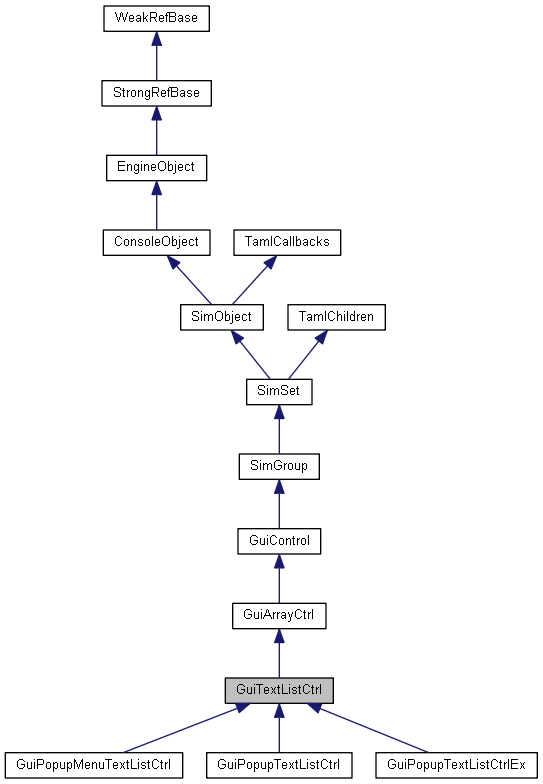 WeakRefBase
StrongRefBase
EngineObject
ConsoleObject
TamlCallbacks
SimObject
TamlChildren
SimSet
SimGroup
GuiControl
GuiArrayCtrl
GuiTextListCtrl
GuiPopupMenuTextListCtrl
GuiPopupTextListCtrl
GuiPopupTextListCtrlEx